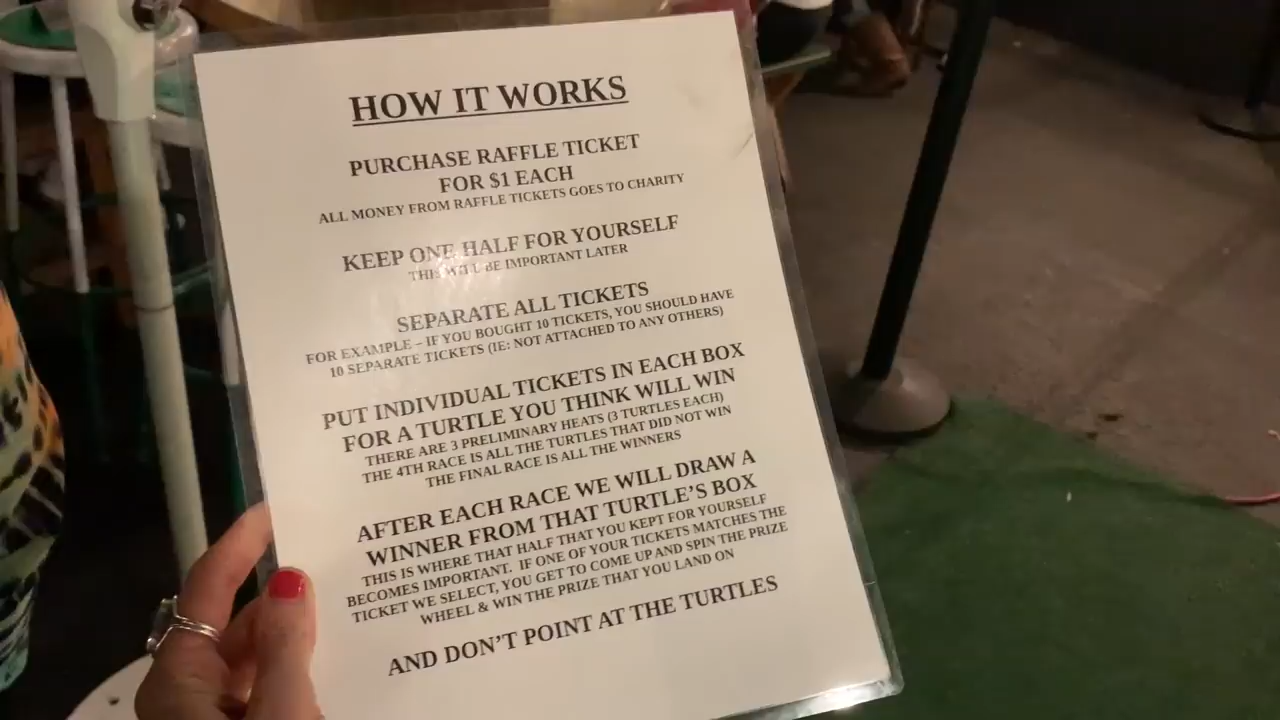 HOW IT WORKS
PURCHASE RAFFLE TICKET
FOR $1 EACH
ALL MONEY FROM RAFFLE TICKETS GOES TO CHARITY
KEEP ONE HALF FOR YOURSELF
THIS WILL BE IMPORTANT LATER
SEPARATE ALL TICKETS
FOR EXAMPLE – IF YOU BOUGHT 10 TICKETS, YOU SHOULD HAVE
10 SEPARATE TICKETS (IE: NOT ATTACHED TO ANY OTHERS)
PUT INDIVIDUAL TICKETS IN EACH BOX
FOR A TURTLE YOU THINK WILL WIN
THERE ARE 3 PRELIMINARY HEATS (3 TURTLES EACH)
THE 4TH RACE IS ALL THE TURTLES THAT DID NOT WIN
THE FINAL RACE IS ALL THE WINNERS
AFTER EACH RACE WE WILL DRAW A
WINNER FROM THAT TURTLE'S BOX
THIS IS WHERE THAT HALF THAT YOU KEPT FOR YOURSELF
BECOMES IMPORTANT. IF ONE OF YOUR TICKETS MATCHES THE
TICKET WE SELECT, YOU GET TO COME UP AND SPIN THE PRIZE
WHEEL & WIN THE PRIZE THAT YOU LAND ON
AND DON'T POINT AT THE TURTLES